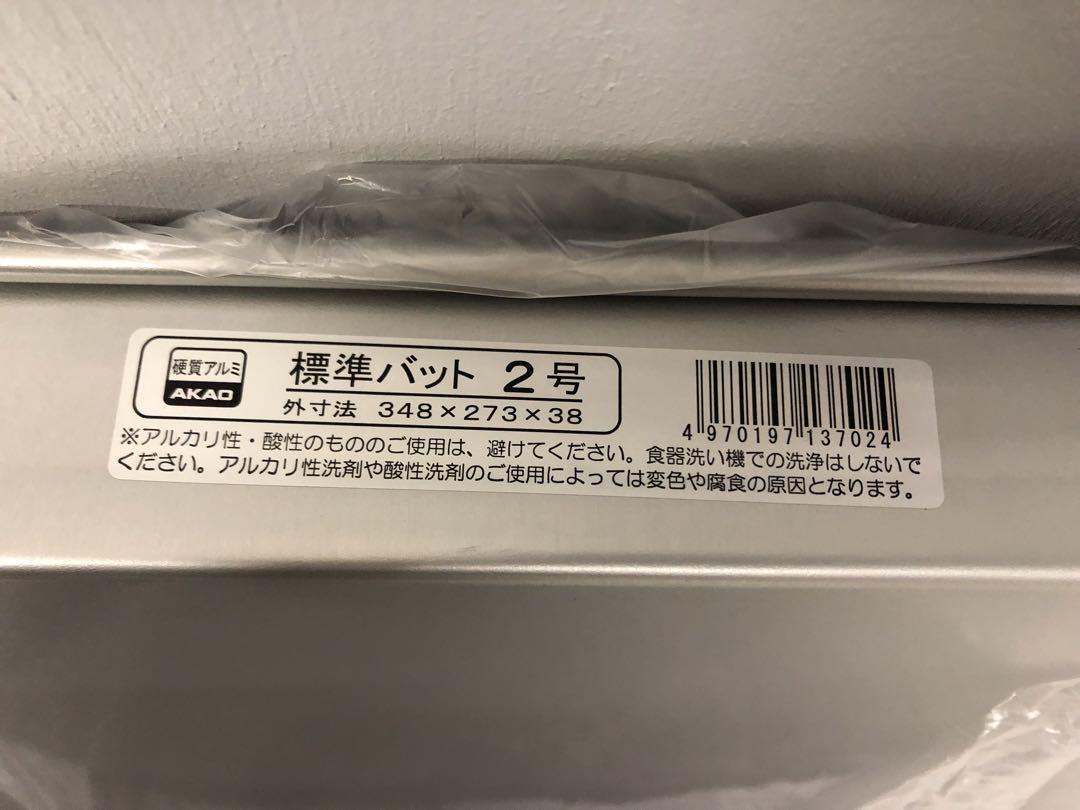 硬質アルミ
AKAO
標準バット 2号
外寸法 348×273×38
4 970197 137024
※アルカリ性・酸性のもののご使用は、避けてください。食器洗い機での洗浄はしないで
ください。アルカリ性洗剤や酸性洗剤のご使用によっては変色や腐食の原因となります。